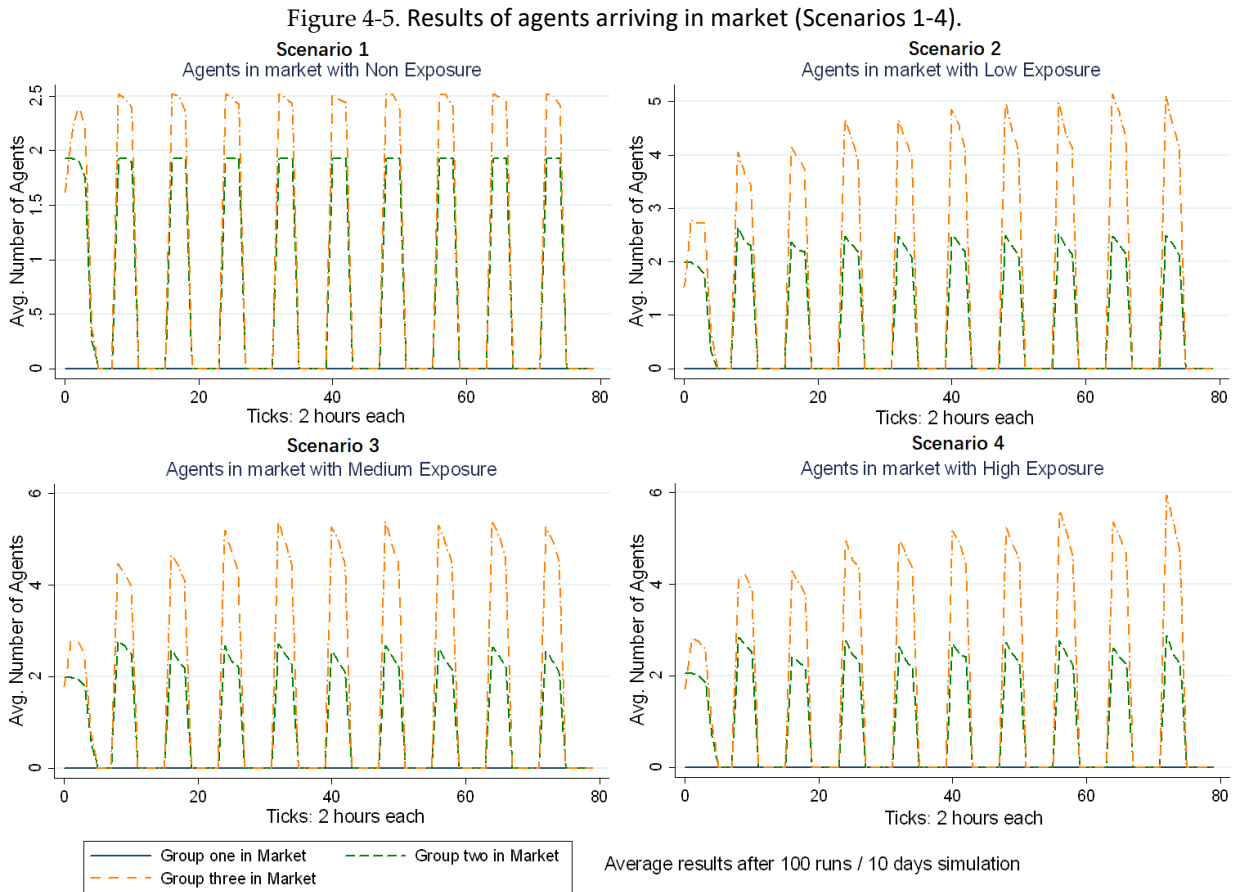 Figure 4-5. Results of agents arriving in market (Scenarios 1-4).
Scenario 1
Agents in market with Non Exposure
Avg. Number of Agents
2.5
2
1.5
1
.5
0
0 20 40 60 80
Ticks: 2 hours each
Scenario 2
Agents in market with Low Exposure
Avg. Number of Agents
5
4
3
2
1
0
0 20 40 60 80
Ticks: 2 hours each
Scenario 3
Agents in market with Medium Exposure
Avg. Number of Agents
6
4
2
0
0 20 40 60 80
Ticks: 2 hours each
Scenario 4
Agents in market with High Exposure
Avg. Number of Agents
6
4
2
0
0 20 40 60 80
Ticks: 2 hours each
Group one in Market
Group two in Market
Group three in Market
Average results after 100 runs / 10 days simulation